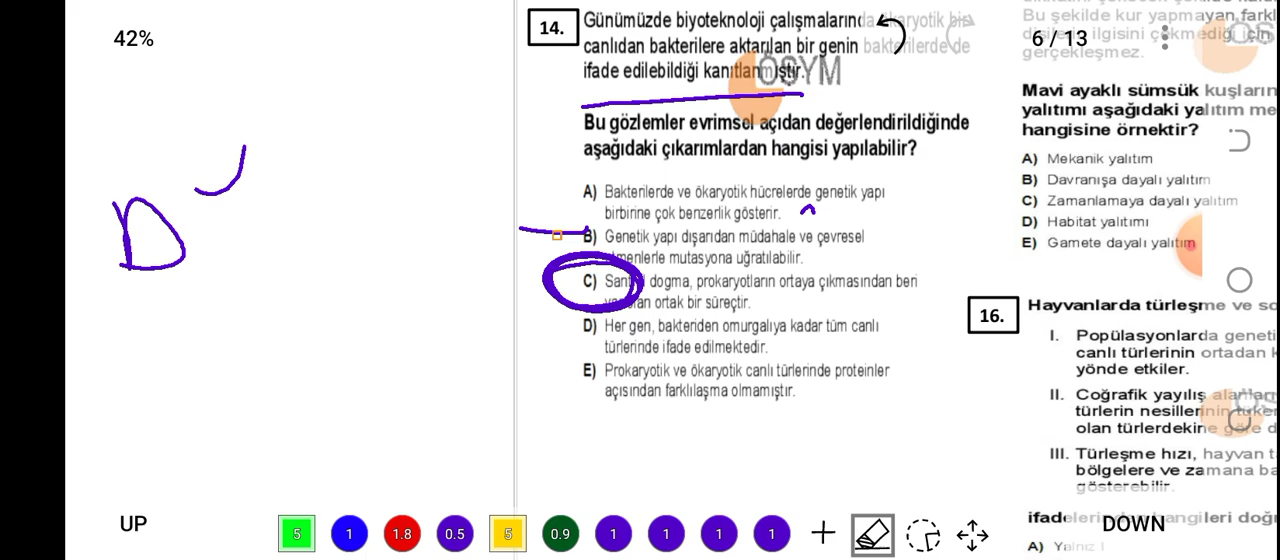 42%
14.
Günümüzde biyoteknoloji çalışmalarında ökaryotik bir
canlıdan bakterilere aktarılan bir genin bakterilerde de
ifade edilebildiği kanıtlanmıştır.
ÖSYM
Bu gözlemler evrimsel açıdan değerlendirildiğinde
aşağıdaki çıkarımlardan hangisi yapılabilir?
A) Bakterilerde ve ökaryotik hücrelerde genetik yapı
birbirine çok benzerlik gösterir.
B) Genetik yapı dışarıdan müdahale ve çevresel
etmenlerle mutasyona uğratılabilir.
C) Santral dogma, prokaryotların ortaya çıkmasından beri
ortak bir süreçtir.
D) Her gen, bakteriden omurgalıya kadar tüm canlı
türlerinde ifade edilmektedir.
E) Prokaryotik ve ökaryotik canlı türlerinde proteinler
açısından farklılaşma olmamıştır.
D
6 / 13
Bu şekilde kur yapmayan farkl
ilgisini çekmediği için
gerçekleşmez.
Mavi ayaklı sümsük kuşların
yalıtımı aşağıdaki yalıtım me
hangisine örnektir?
A) Mekanik yalıtım
B) Davranışa dayalı yalıtım
C) Zamanlamaya dayalı yalıtım
D) Habitat yalıtımı
E) Gamete dayalı yalıtım
16.
Hayvanlarda türleşme ve so
I. Popülasyonlarda geneti
canlı türlerinin ortadan k
yönde etkiler.
II. Coğrafik yayılış alanları
türlerin nesillerinin tüke
olan türlerdekine göre d
III. Türleşme hızı, hayvan t
bölgelere ve zamana ba
gösterebilir.
ifadelerinden hangileri doğr
A) Yalnız I
UP
5
1
1.8
0.5
5
0.9
1
1
1
1
DOWN